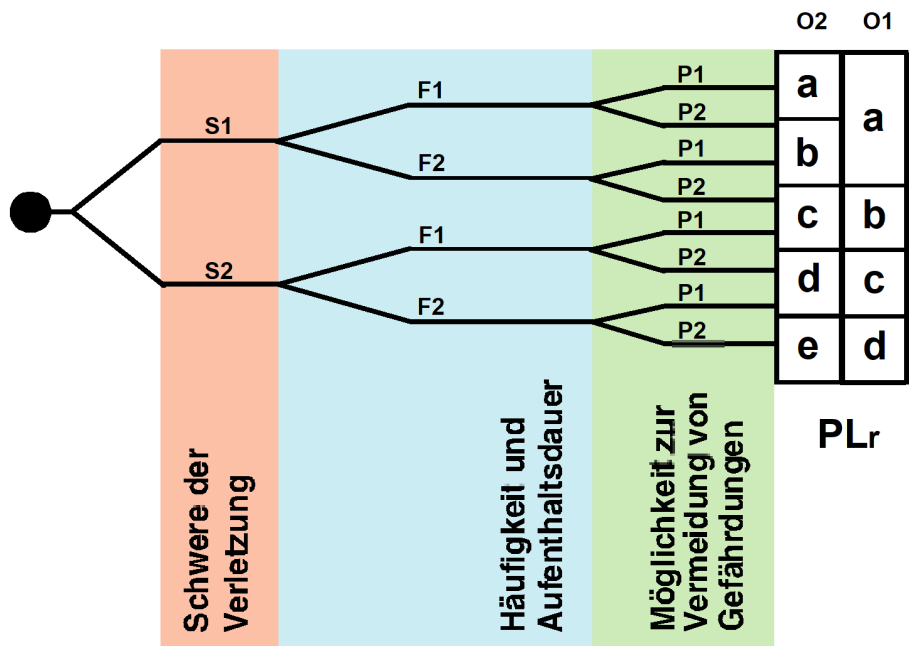 O2 O1
P1
F1
a
P2
S1
a
P1
b
F2
P2
c
b
P1
F1
P2
S2
d
c
P1
F2
P2
e
d
PLr
Schwere der
Verletzung
Häufigkeit und
Aufenthaltsdauer
Möglichkeit zur
Vermeidung von
Gefährdungen